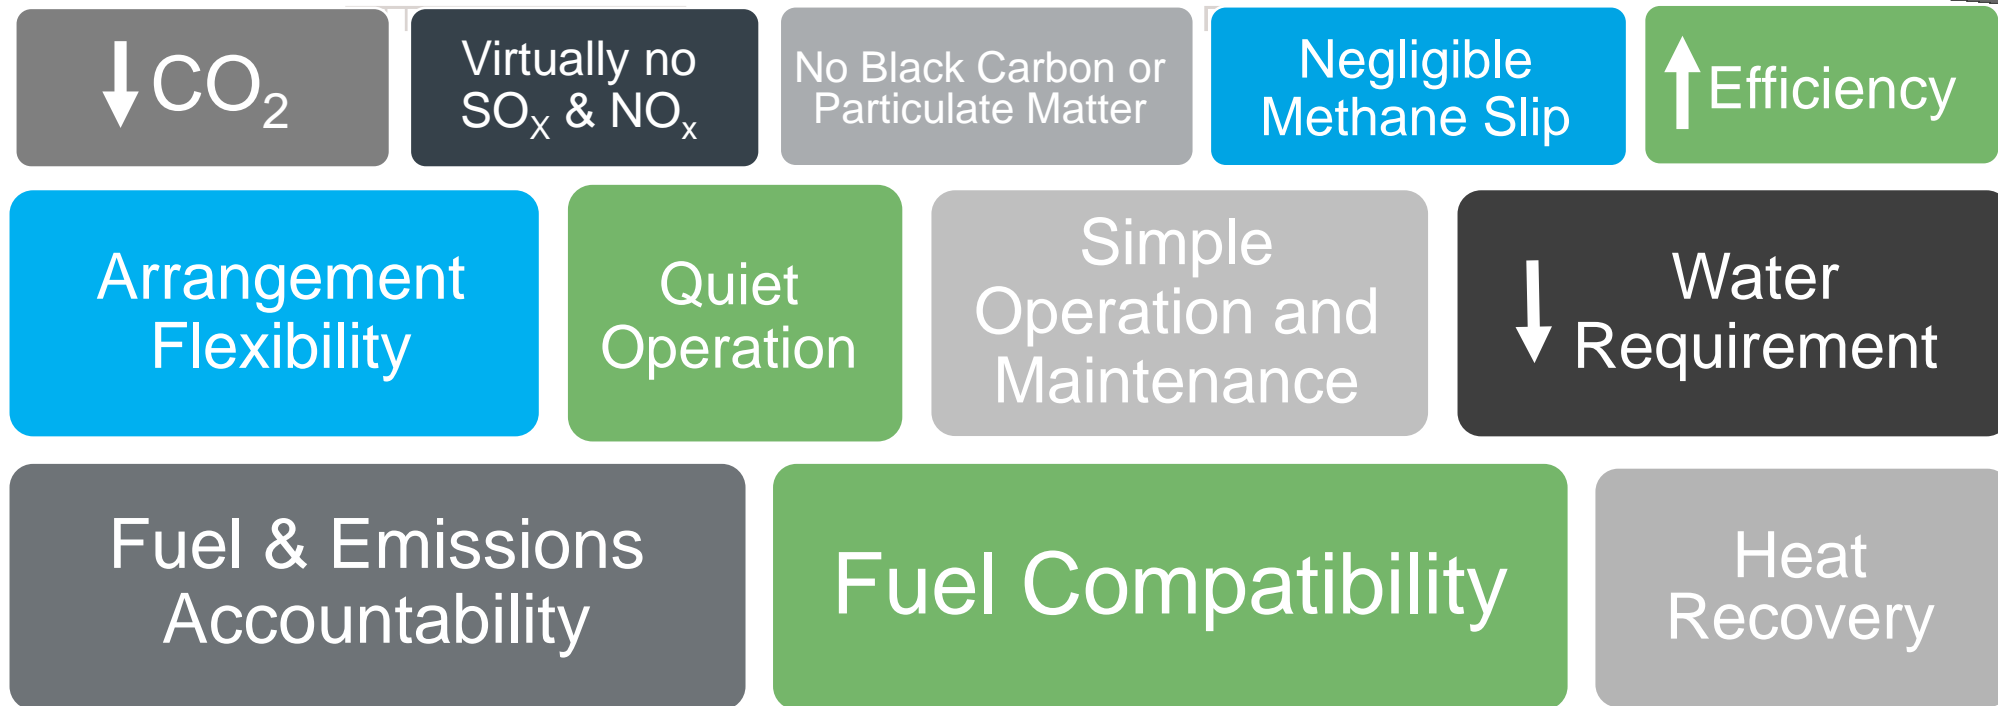 ↓ CO₂
Virtually no
SOₓ & NOₓ
No Black Carbon or
Particulate Matter
Negligible
Methane Slip
↑ Efficiency
Arrangement
Flexibility
Quiet
Operation
Simple
Operation and
Maintenance
↓ Water
Requirement
Fuel & Emissions
Accountability
Fuel Compatibility
Heat
Recovery